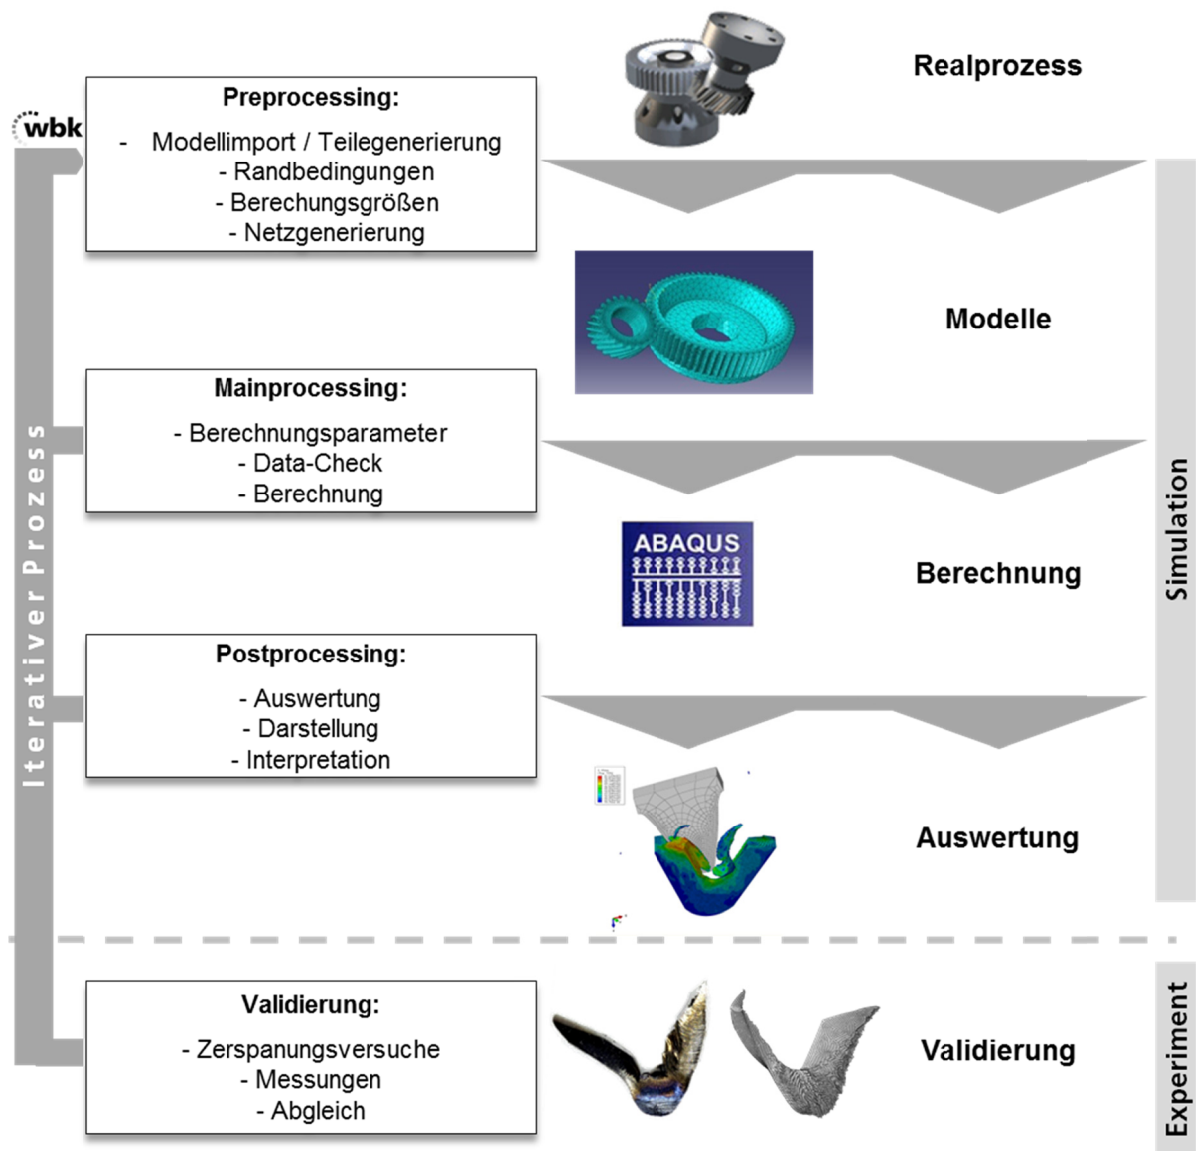 Realprozess
Preprocessing:
wbk
- Modellimport / Teilegenerierung
- Randbedingungen
- Berechungsgrößen
- Netzgenerierung
Modelle
Mainprocessing:
- Berechnungsparameter
- Data-Check
- Berechnung
ABAQUS
Berechnung
Postprocessing:
- Auswertung
- Darstellung
- Interpretation
Auswertung
Validierung:
- Zerspanungsversuche
- Messungen
- Abgleich
Validierung
Iterativer Prozess
Simulation
Experiment